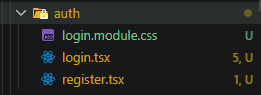 auth
login.module.css U
login.tsx 5, U
register.tsx 1, U